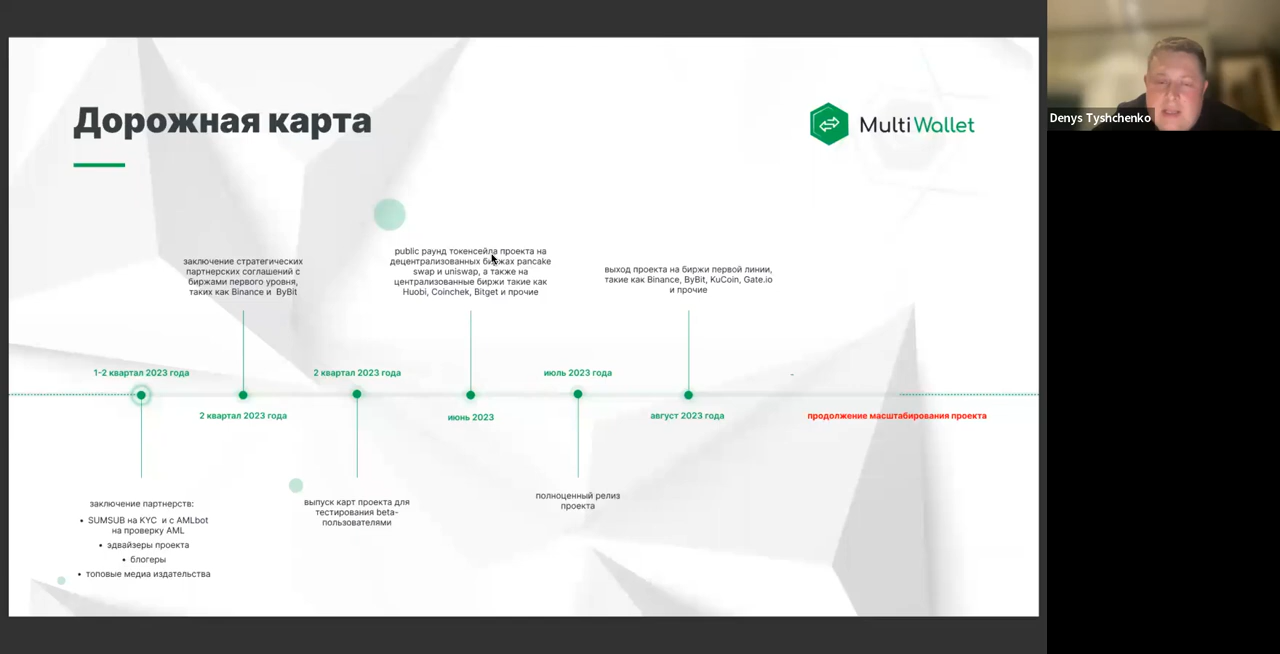 Дорожная карта
MultiWallet
Denys Tyshchenko
заключение стратегических
партнерских соглашений с
биржами первого уровня,
таких как Binance и ByBit
public раунд токенсейла проекта на
децентрализованных биржах pancake
swap и uniswap, а также на
централизованные биржи такие как
Huobi, Coinchek, Bitget и прочие
выход проекта на биржи первой линии,
такие как Binance, ByBit, KuCoin, Gate.io
и прочие
1-2 квартал 2023 года
2 квартал 2023 года
июль 2023 года
2 квартал 2023 года
июнь 2023
август 2023 года
продолжение масштабирования проекта
заключение партнерств:
• SUMSUB на KYC и с AMLbot
на проверку AML
• эдвайзеры проекта
• блогеры
• топовые медиа издательства
выпуск карт проекта для
тестирования beta-
пользователями
полноценный релиз
проекта